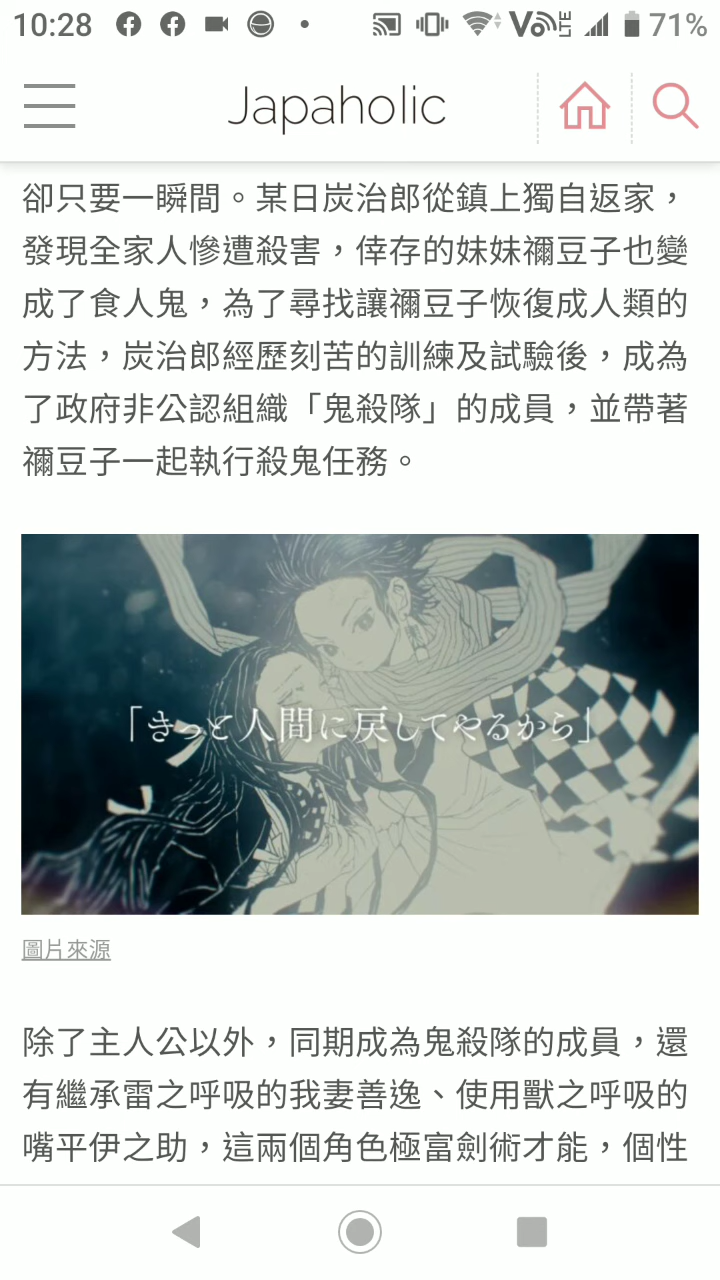 10:28
VoLTE
71%
Japaholic
卻只要一瞬間。某日炭治郎從鎮上獨自返家，
發現全家人慘遭殺害，倖存的妹妹禰豆子也變
成了食人鬼，為了尋找讓禰豆子恢復成人類的
方法，炭治郎經歷刻苦的訓練及試驗後，成為
了政府非公認組織「鬼殺隊」的成員，並帶著
禰豆子一起執行殺鬼任務。
「きっと人間に戻してやるから」
圖片來源
除了主人公以外，同期成為鬼殺隊的成員，還
有繼承雷之呼吸的我妻善逸、使用獸之呼吸的
嘴平伊之助，這兩個角色極富劍術才能，個性